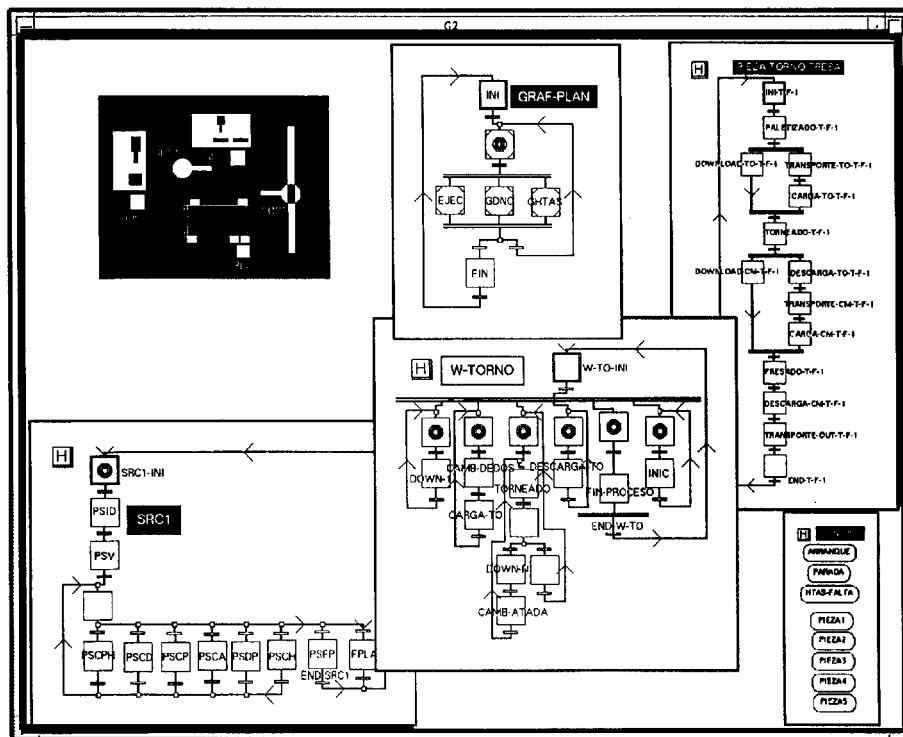 G2
H
PIEZA-TORNO-FRESA
INI-T-F-1
PALETIZADO-T-F-1
DOWNLOAD-TO-T-F-1
TRANSPORTE-TO-T-F-1
CARGA-TO-T-F-1
TORNEADO-T-F-1
DOWNLOAD-CM-T-F-1
DESCARGA-TO-T-F-1
TRANSPORTE-CM-T-F-1
CARGA-CM-T-F-1
FRESADO-T-F-1
DESCARGA-CM-T-F-1
TRANSPORTE-OUT-T-F-1
END-T-F-1
INI
GRAF-PLAN
EJEC
GDNC
GHTAS
FIN
H
W-TORNO
W-TO-INI
DOWN-T
CAMB-DEDOS
TORNEADO
DESCARGA-TO
FIN-PROCESO
INIC
CARGA-TO
END-W-TO
CAMB-ATADA
H
SRC1-INI
PSID
SRC1
PSV
PSCPH
PSCD
PSCP
PSCA
PSDP
PSCH
PSFP
FPLA
END-SRC1
H
ARRANQUE
PARADA
HTAS-FALTA
PIEZA1
PIEZA2
PIEZA3
PIEZA4
PIEZA5